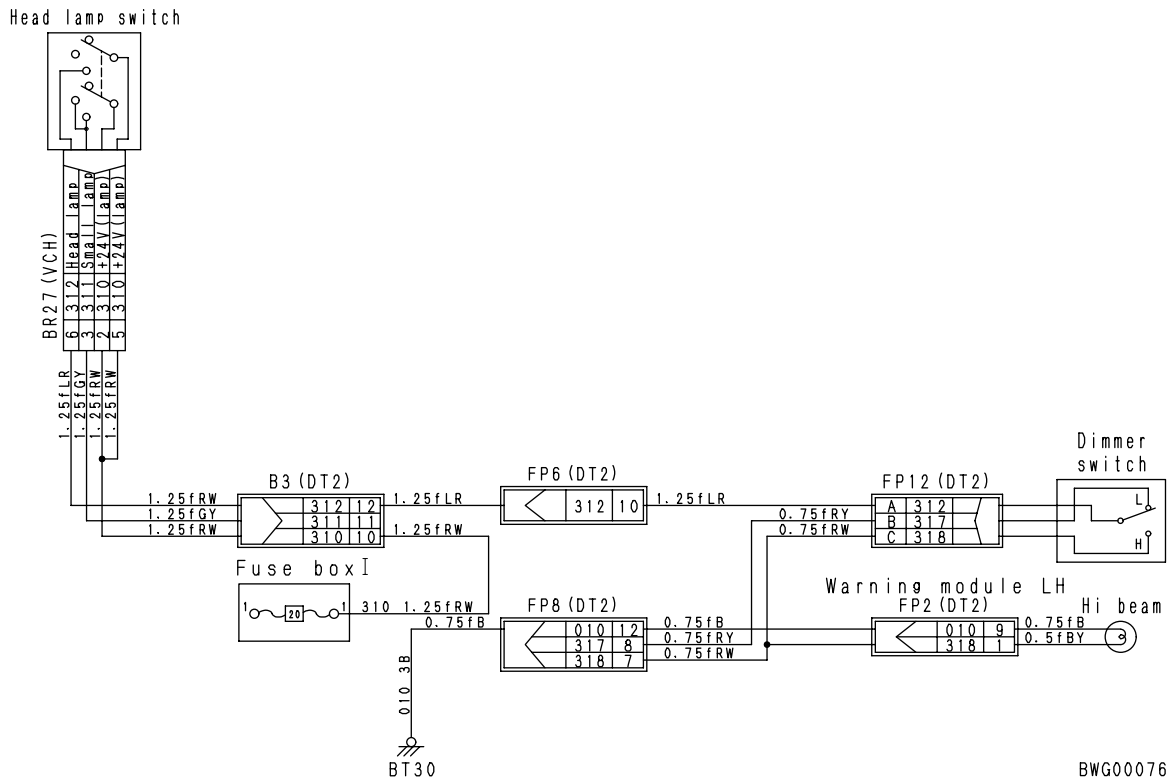 Head lamp switch
BR27(VCH)
6 312 Head lamp
3 311 Small lamp
2 310 +24V(lamp)
5 310 +24V(lamp)
1.25fLR
1.25fGY
1.25fRW
1.25fRW
B3(DT2)
1.25fRW 312 12 1.25fLR
1.25fGY 311 11
1.25fRW 310 10 1.25fRW
FP6(DT2)
312 10 1.25fLR
FP12(DT2)
A 312
0.75fRY B 317
0.75fRW C 318
Dimmer
switch
L
H
Fuse boxI
1 20 1 310 1.25fRW
FP8(DT2)
0.75fB 010 12 0.75fB
317 8 0.75fRY
318 7 0.75fRW
Warning module LH
FP2(DT2)
010 9 0.75fB
318 1 0.5fBY
Hi beam
010 3B
BT30
BWG00076